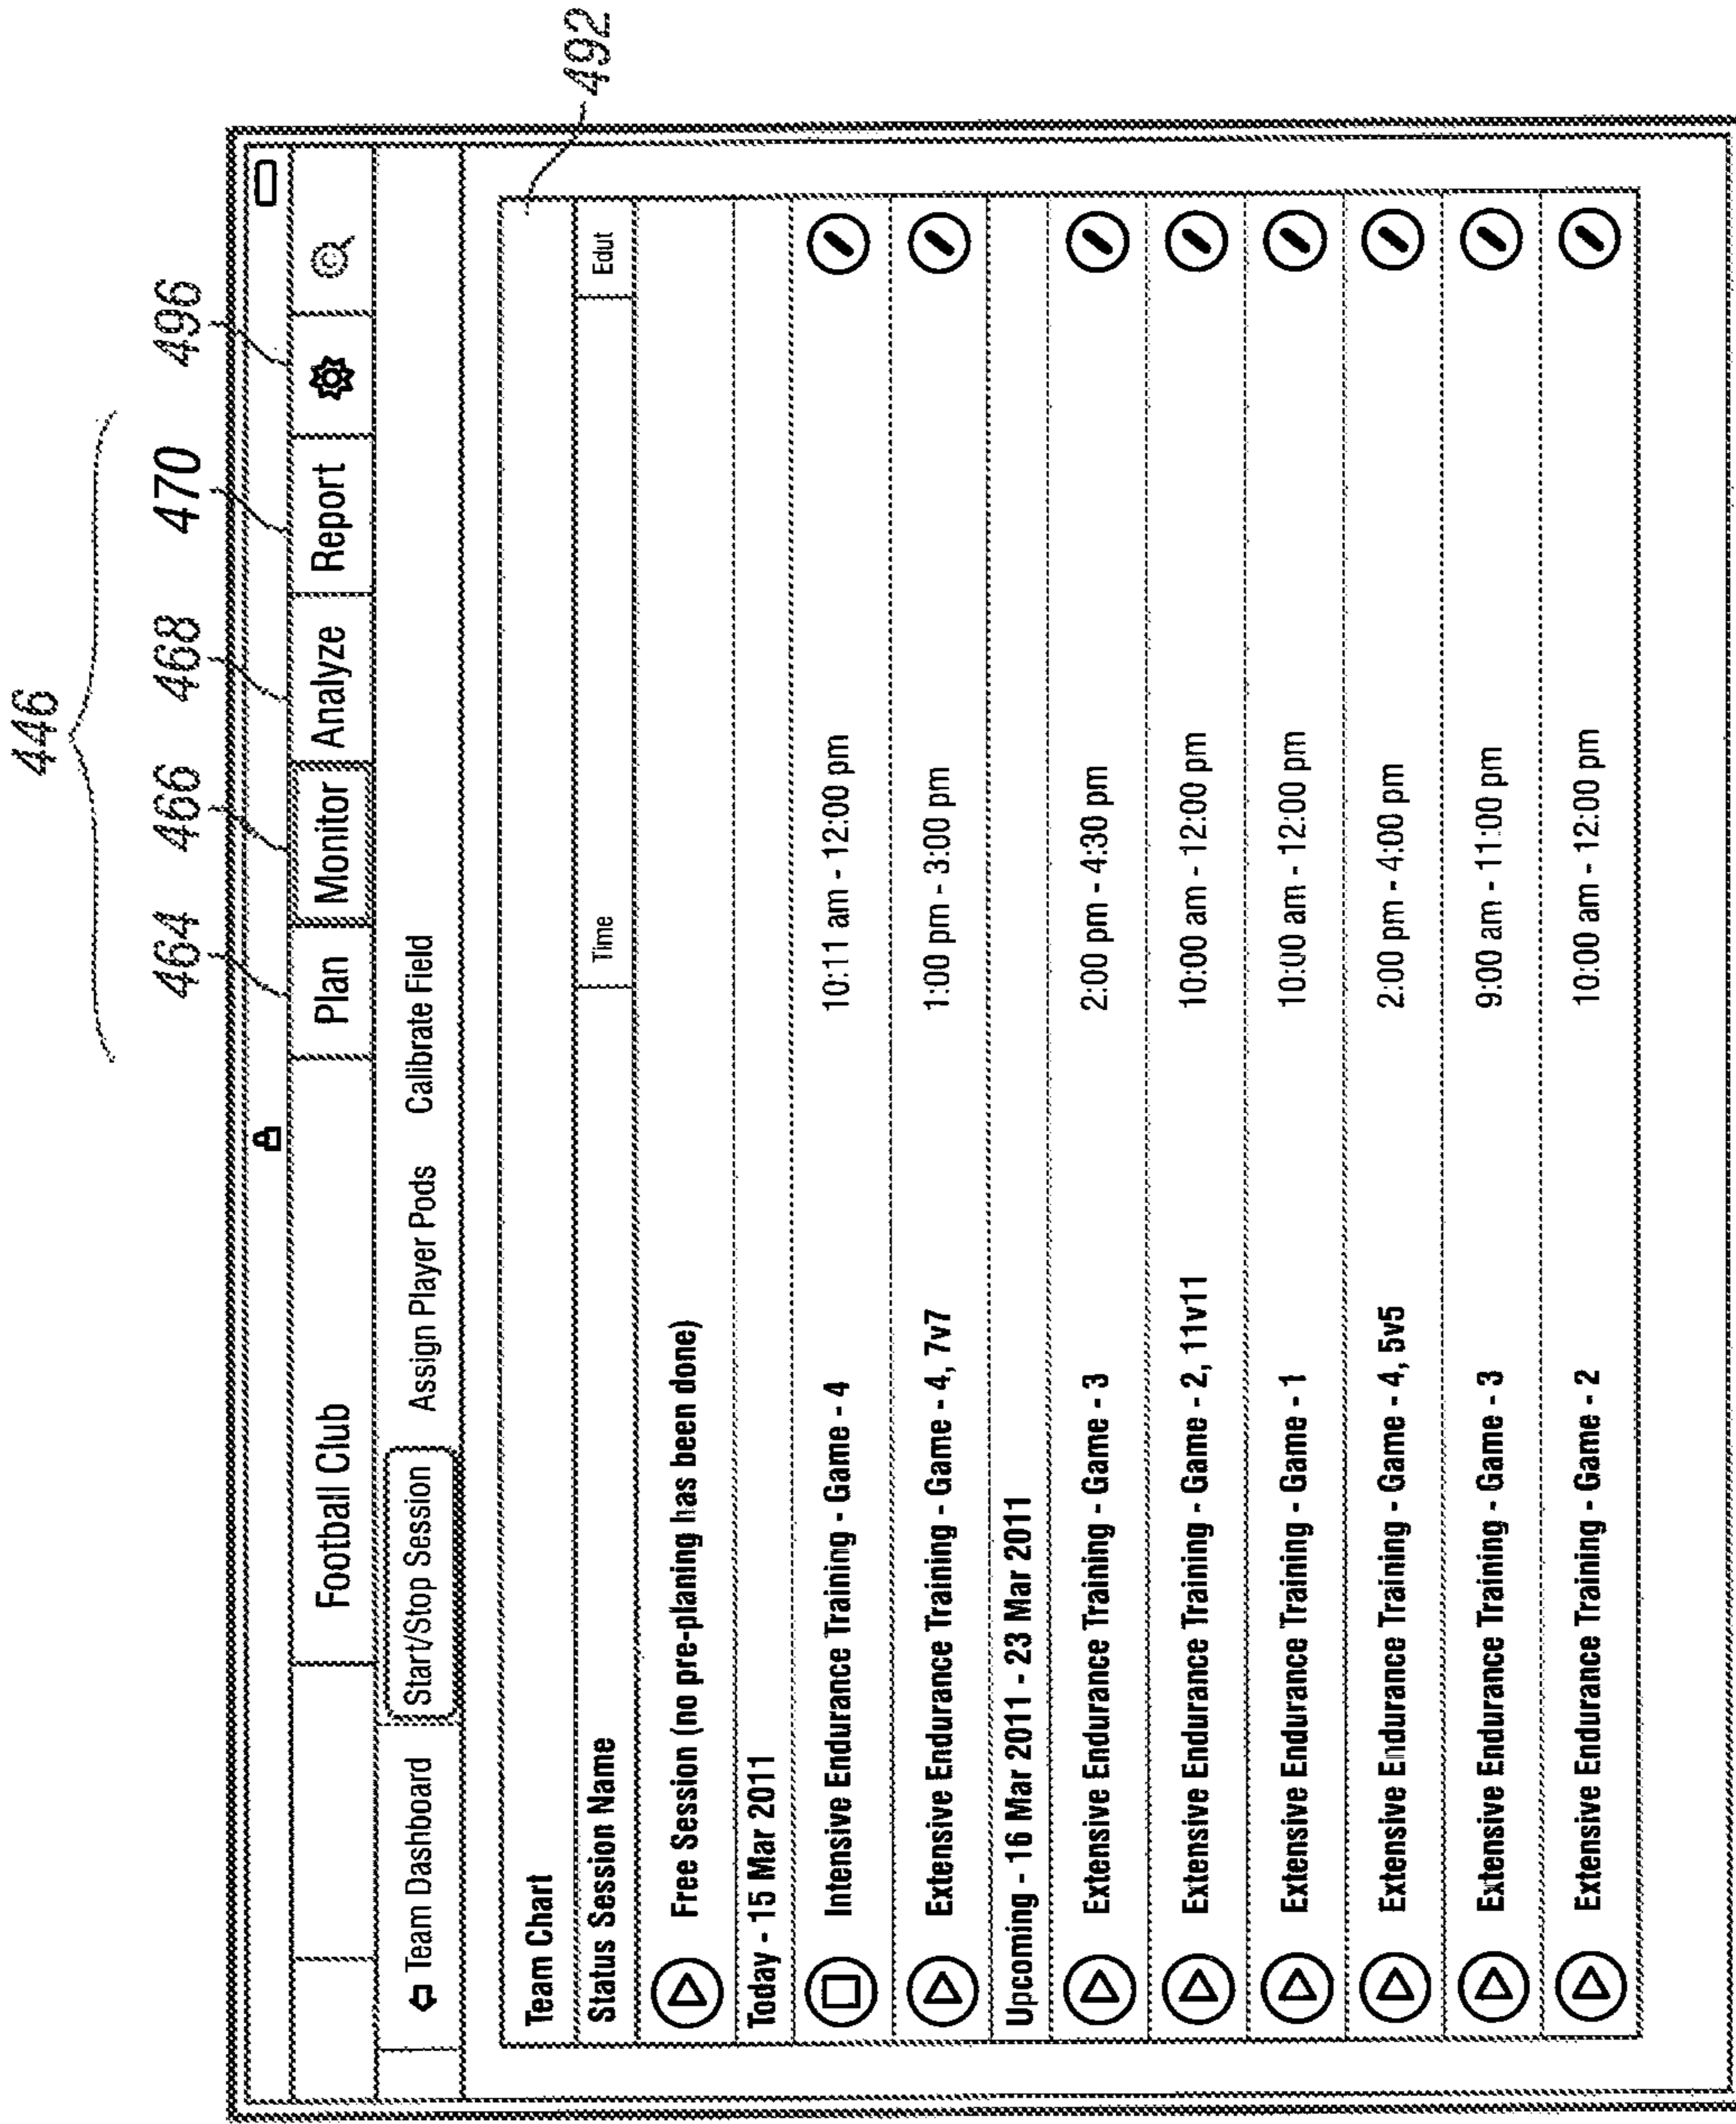 446
464 466 468 470 496
Football Club Plan Monitor Analyze Report
Team Dashboard Start/Stop Session Assign Player Pods Calibrate Field
492
Team Chart
Status Session Name Time Edut
Free Session (no pre-planing has been done)
Today - 15 Mar 2011
Intensive Endurance Training - Game - 4 10:11 am - 12:00 pm
Extensive Endurance Training - Game - 4, 7v7 1:00 pm - 3:00 pm
Upcoming - 16 Mar 2011 - 23 Mar 2011
Extensive Endurance Training - Game - 3 2:00 pm - 4:30 pm
Extensive Endurance Training - Game - 2, 11v11 10:00 am - 12:00 pm
Extensive Endurance Training - Game - 1 10:00 am - 12:00 pm
Extensive Endurance Training - Game - 4, 5v5 2:00 pm - 4:00 pm
Extensive Endurance Training - Game - 3 9:00 am - 11:00 pm
Extensive Endurance Training - Game - 2 10:00 am - 12:00 pm